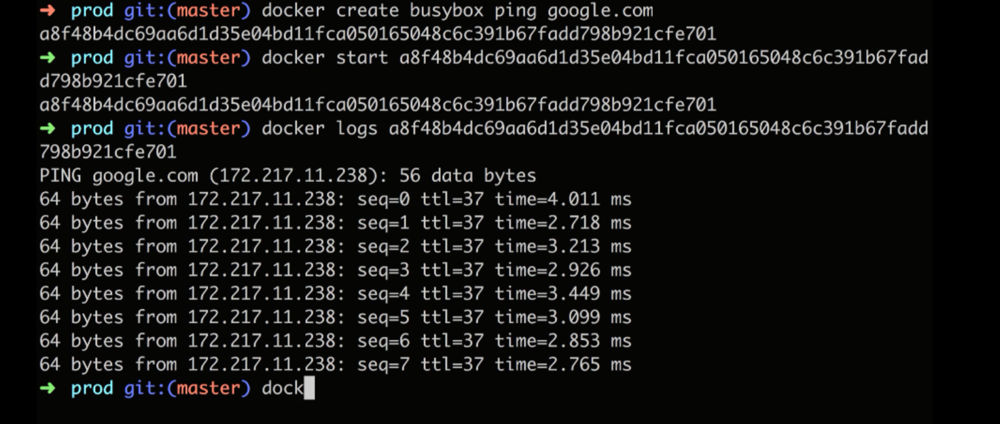 ➜ prod git:(master) docker create busybox ping google.com
a8f48b4dc69aa6d1d35e04bd11fca050165048c6c391b67fadd798b921cfe701
➜ prod git:(master) docker start a8f48b4dc69aa6d1d35e04bd11fca050165048c6c391b67fad
d798b921cfe701
a8f48b4dc69aa6d1d35e04bd11fca050165048c6c391b67fadd798b921cfe701
➜ prod git:(master) docker logs a8f48b4dc69aa6d1d35e04bd11fca050165048c6c391b67fadd
798b921cfe701
PING google.com (172.217.11.238): 56 data bytes
64 bytes from 172.217.11.238: seq=0 ttl=37 time=4.011 ms
64 bytes from 172.217.11.238: seq=1 ttl=37 time=2.718 ms
64 bytes from 172.217.11.238: seq=2 ttl=37 time=3.213 ms
64 bytes from 172.217.11.238: seq=3 ttl=37 time=2.926 ms
64 bytes from 172.217.11.238: seq=4 ttl=37 time=3.449 ms
64 bytes from 172.217.11.238: seq=5 ttl=37 time=3.099 ms
64 bytes from 172.217.11.238: seq=6 ttl=37 time=2.853 ms
64 bytes from 172.217.11.238: seq=7 ttl=37 time=2.765 ms
➜ prod git:(master) dock